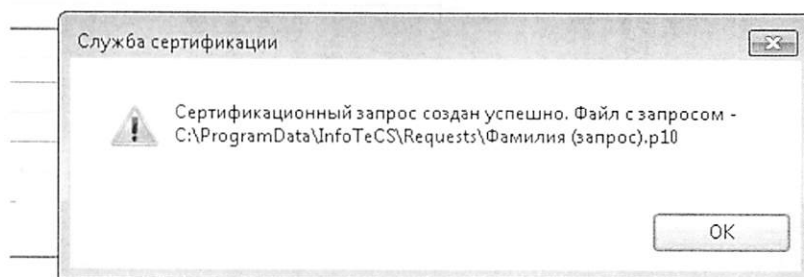 Служба сертификации
Сертификационный запрос создан успешно. Файл с запросом -
C:\ProgramData\InfoTeCS\Requests\Фамилия (запрос).p10
OK